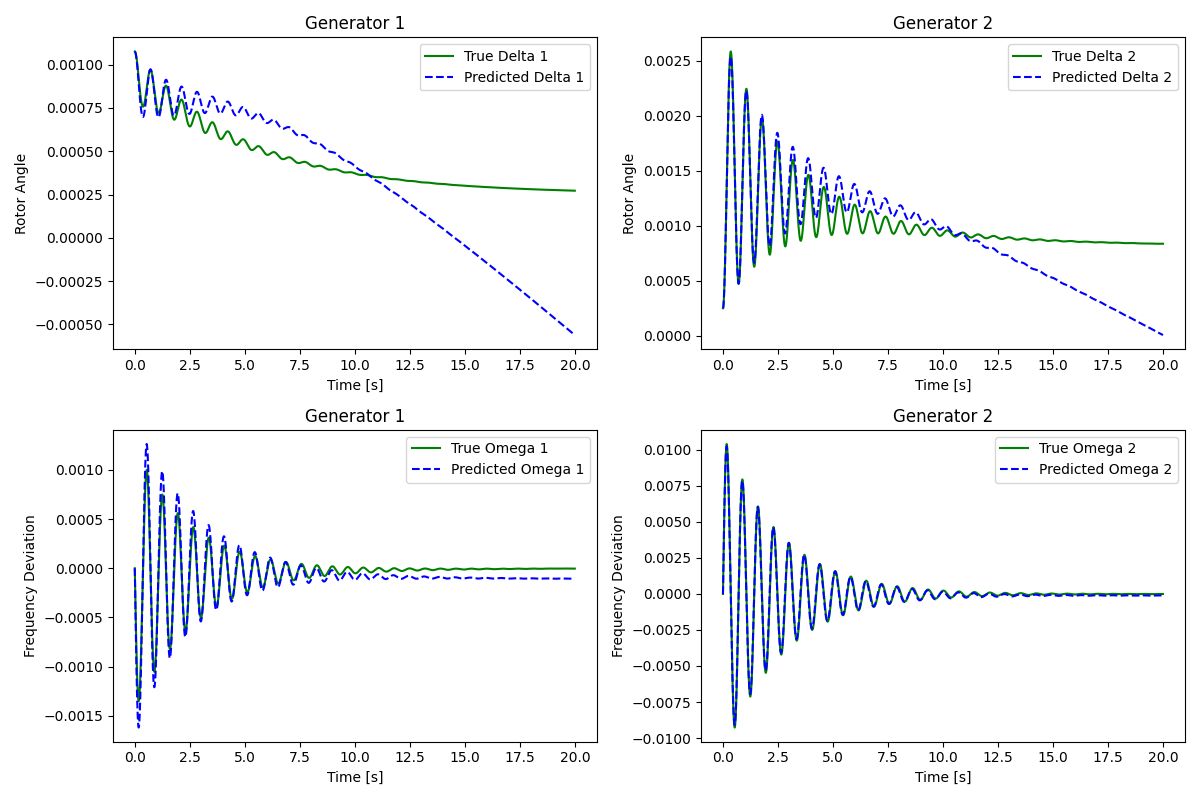 Generator 1
True Delta 1
Predicted Delta 1
Rotor Angle
0.00100
0.00075
0.00050
0.00025
0.00000
−0.00025
−0.00050
0.0 2.5 5.0 7.5 10.0 12.5 15.0 17.5 20.0
Time [s]
Generator 2
True Delta 2
Predicted Delta 2
Rotor Angle
0.0025
0.0020
0.0015
0.0010
0.0005
0.0000
0.0 2.5 5.0 7.5 10.0 12.5 15.0 17.5 20.0
Time [s]
Generator 1
True Omega 1
Predicted Omega 1
Frequency Deviation
0.0010
0.0005
0.0000
−0.0005
−0.0010
−0.0015
0.0 2.5 5.0 7.5 10.0 12.5 15.0 17.5 20.0
Time [s]
Generator 2
True Omega 2
Predicted Omega 2
Frequency Deviation
0.0100
0.0075
0.0050
0.0025
0.0000
−0.0025
−0.0050
−0.0075
−0.0100
0.0 2.5 5.0 7.5 10.0 12.5 15.0 17.5 20.0
Time [s]